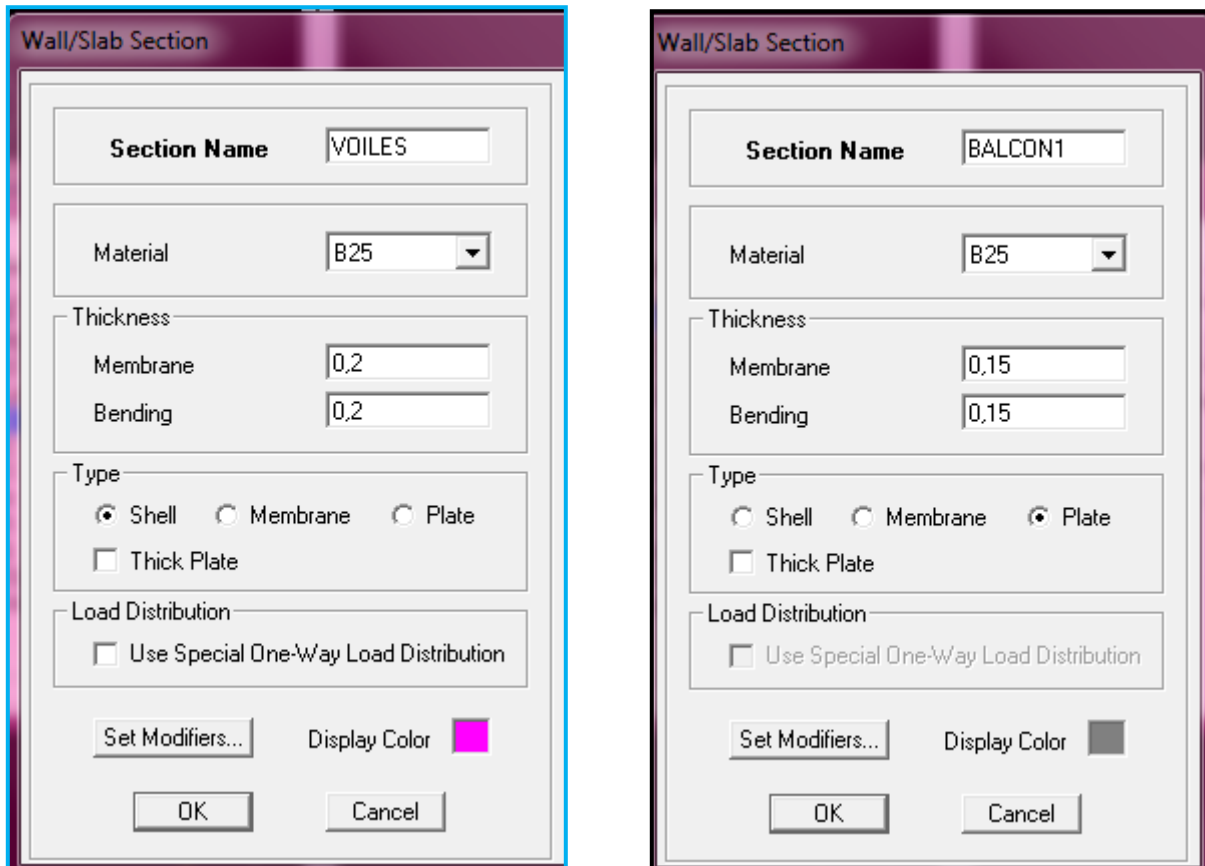 Wall/Slab Section
Section Name VOILES
Material B25
Thickness
Membrane 0,2
Bending 0,2
Type
Shell Membrane Plate
Thick Plate
Load Distribution
Use Special One-Way Load Distribution
Set Modifiers... Display Color
OK Cancel
Wall/Slab Section
Section Name BALCON1
Material B25
Thickness
Membrane 0,15
Bending 0,15
Type
Shell Membrane Plate
Thick Plate
Load Distribution
Use Special One-Way Load Distribution
Set Modifiers... Display Color
OK Cancel